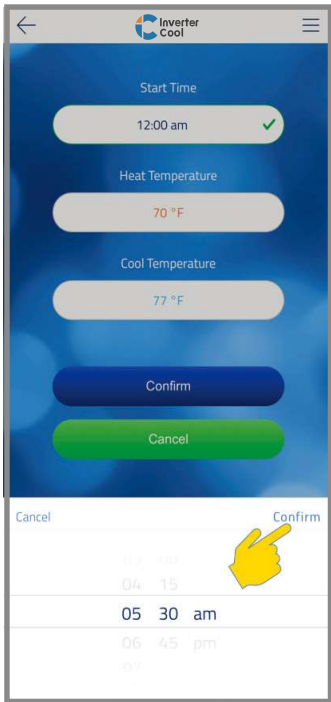 Inverter
Cool
Start Time
12:00 am
Heat Temperature
70 °F
Cool Temperature
77 °F
Confirm
Cancel
Cancel Confirm
04 15
05 30 am
06 45 pm
07